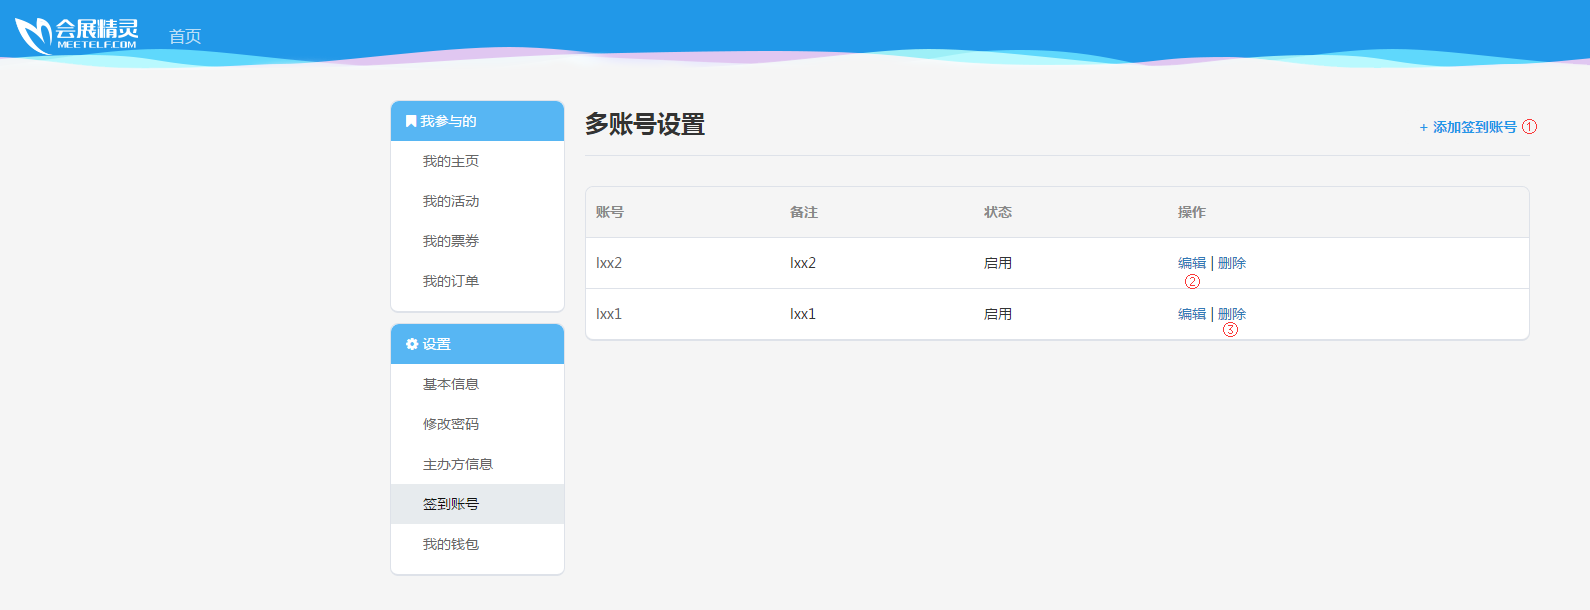 会展精灵
MEETELF.COM
首页
我参与的
我的主页
我的活动
我的票券
我的订单
设置
基本信息
修改密码
主办方信息
签到账号
我的钱包
多账号设置
+ 添加签到账号 ①
账号 备注 状态 操作
lxx2 lxx2 启用 编辑 | 删除
②
lxx1 lxx1 启用 编辑 | 删除
③